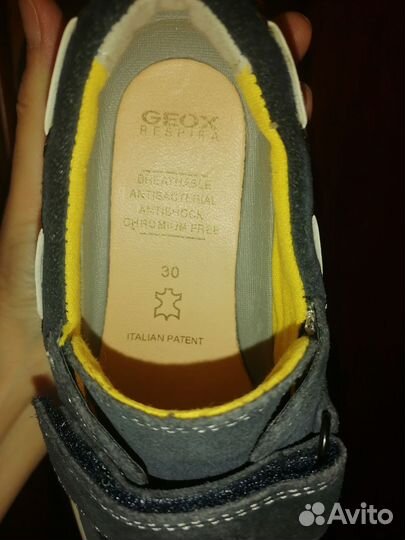 GEOX
RESPIRA
BREATHABLE
ANTIBACTERIAL
ANTISHOCK
CHROMIUM FREE
30
ITALIAN PATENT
Avito